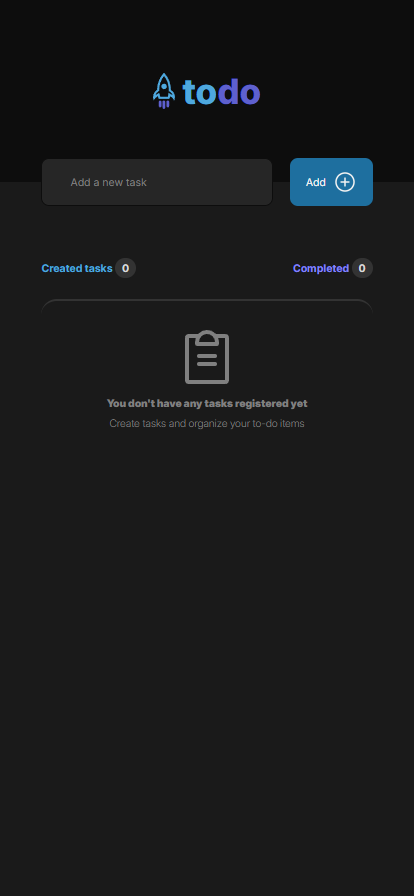 todo
Add a new task
Add
Created tasks 0
Completed 0
You don't have any tasks registered yet
Create tasks and organize your to-do items